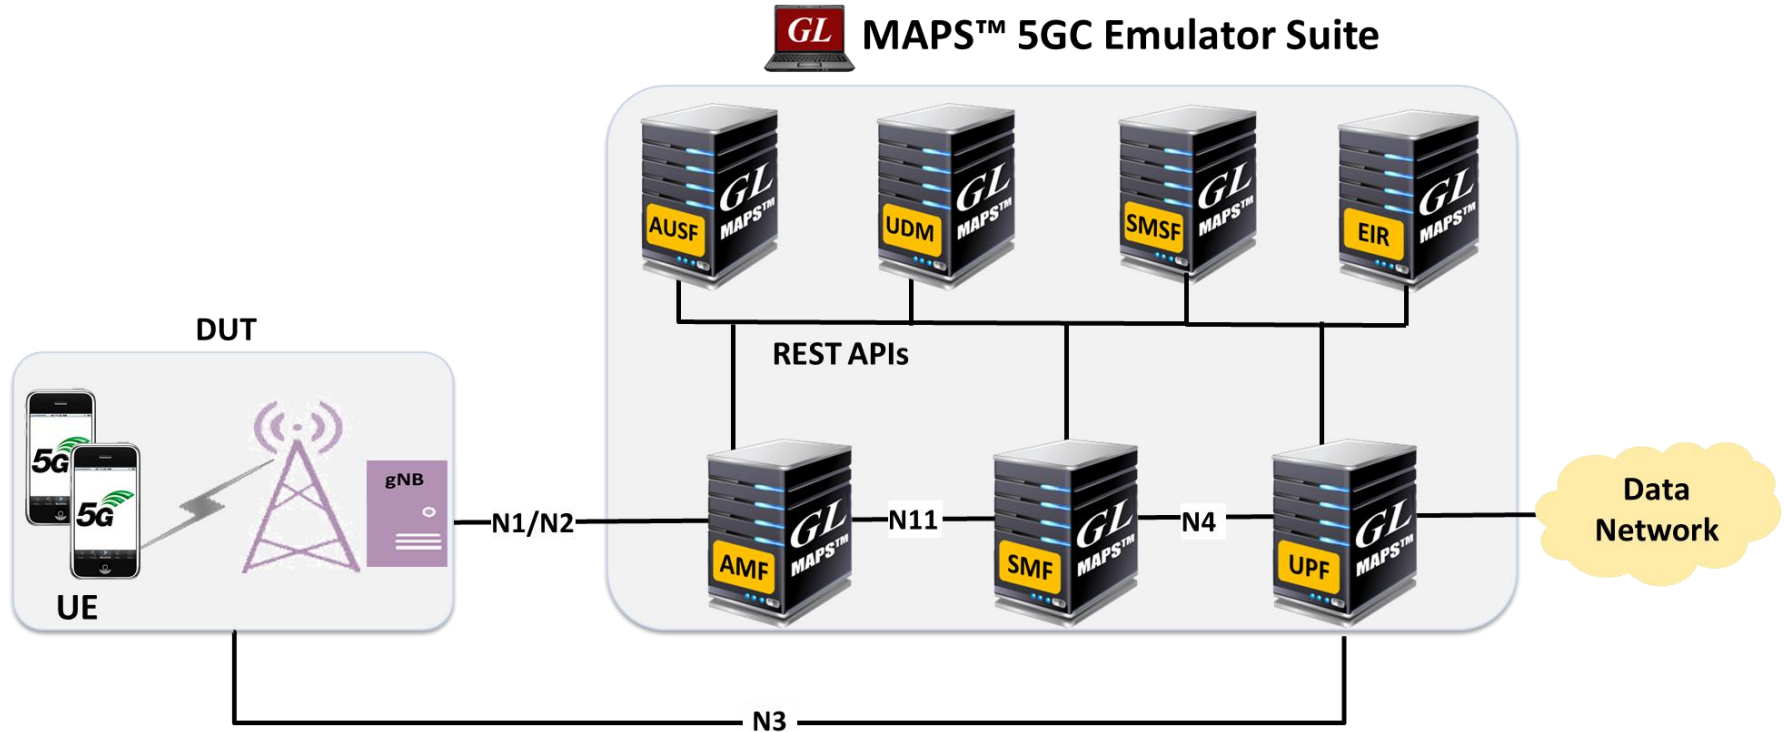 GL MAPS™ 5GC Emulator Suite
AUSF
GL
MAPS™
UDM
GL
MAPS™
SMSF
GL
MAPS™
EIR
GL
MAPS™
DUT
REST APIs
5G
5G
gNB
UE
N1/N2
AMF
GL
MAPS™
N11
SMF
GL
MAPS™
N4
UPF
GL
MAPS™
Data
Network
N3